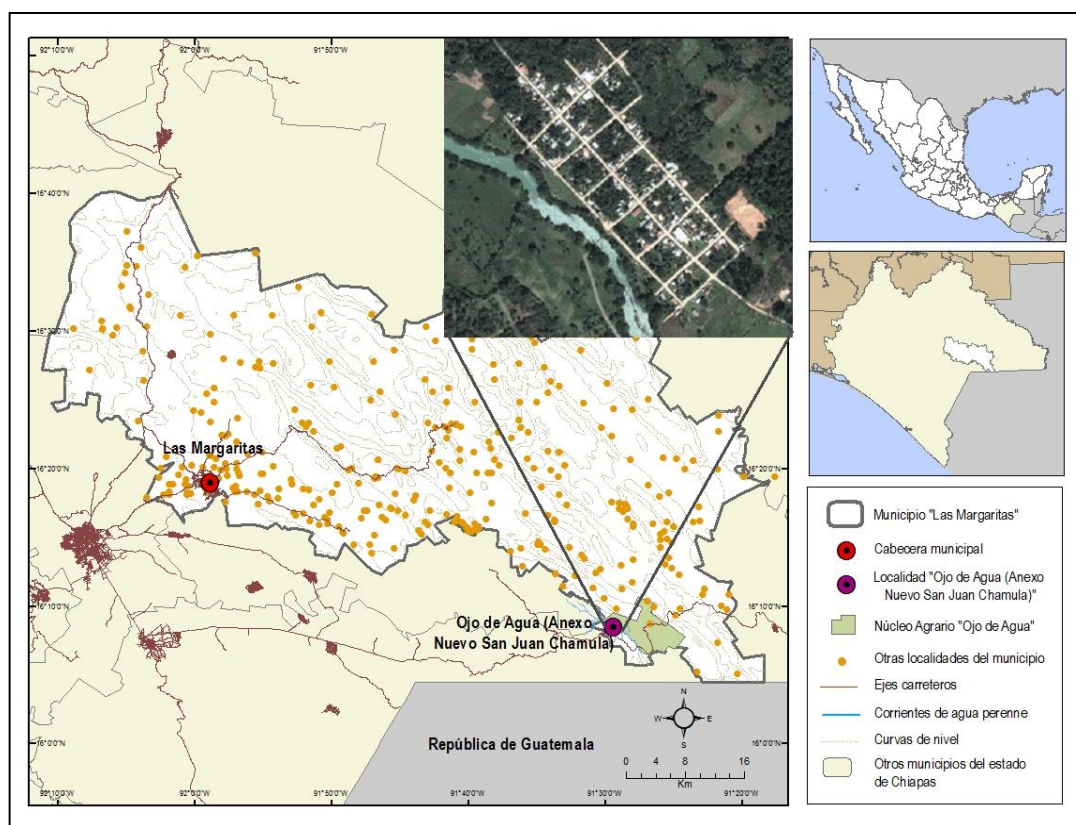 92°10'0"W
92°0'0"W
91°50'0"W
16°40'0"N
16°30'0"N
16°20'0"N
16°10'0"N
16°0'0"N
Las Margaritas
16°20'0"N
16°10'0"N
Ojo de Agua (Anexo
Nuevo San Juan Chamula)
República de Guatemala
16°0'0"N
N
W E
S
0 4 8 16
Km
92°10'0"W
92°0'0"W
91°50'0"W
91°40'0"W
91°30'0"W
91°20'0"W
Municipio "Las Margaritas"
Cabecera municipal
Localidad "Ojo de Agua (Anexo
Nuevo San Juan Chamula)"
Núcleo Agrario "Ojo de Agua"
Otras localidades del municipio
Ejes carreteros
Corrientes de agua perenne
Curvas de nivel
Otros municipios del estado
de Chiapas